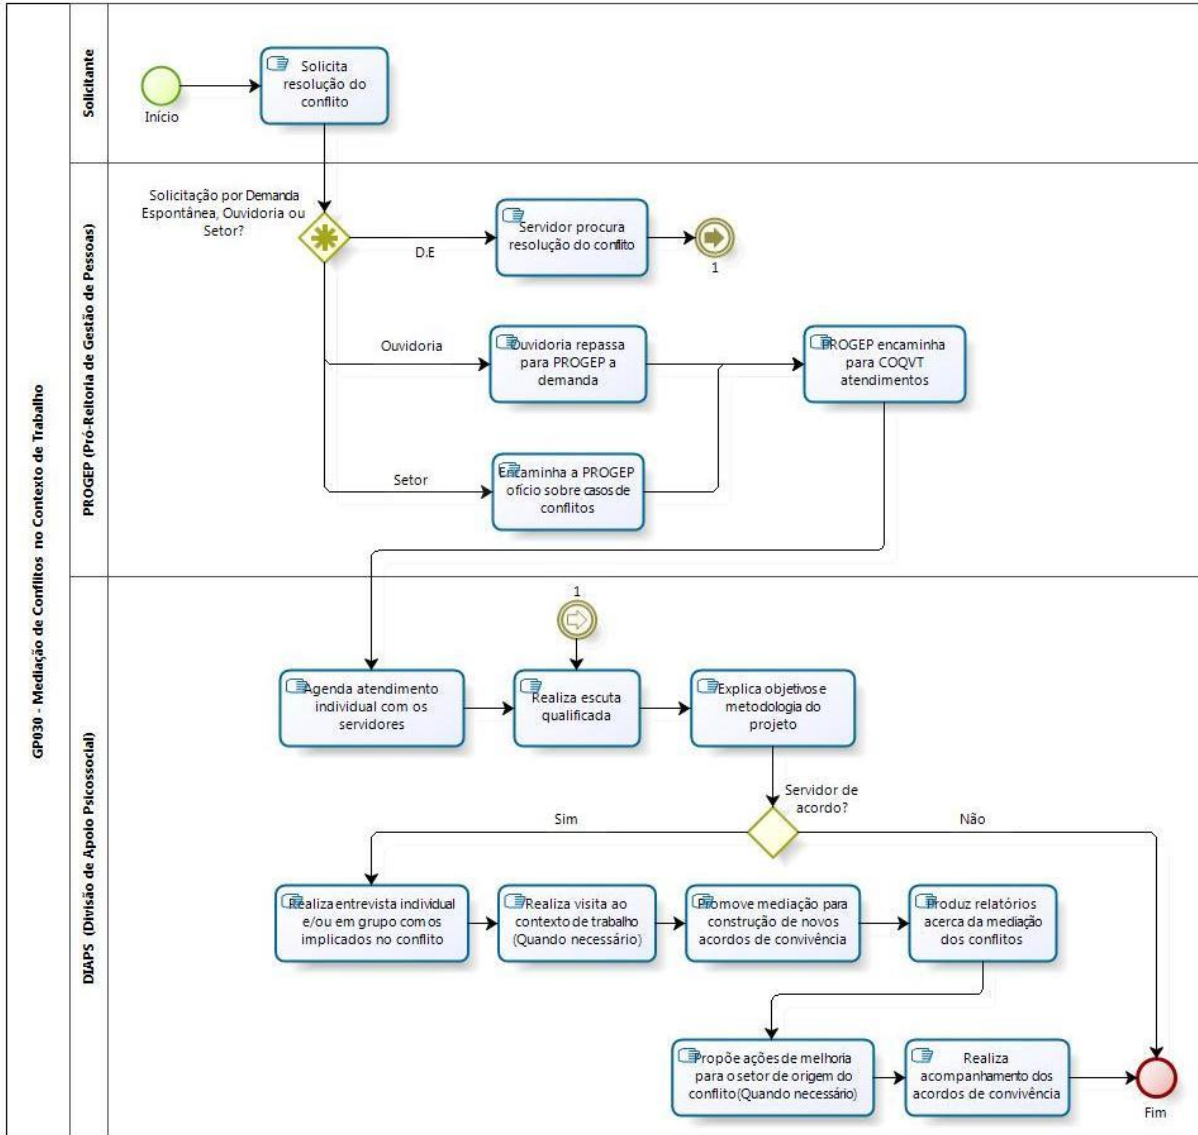 GP030 - Mediação de Conflitos no Contexto de Trabalho
Solicitante
Início
Solicita
resolução do
conflito
PROGEP (Pró-Reitoria de Gestão de Pessoas)
Solicitação por Demanda
Espontânea, Ouvidoria ou
Setor?
D.E
Servidor procura
resolução do conflito
1
Ouvidoria
Ouvidoria repassa
para PROGEP a
demanda
PROGEP encaminha
para COQVT
atendimentos
Setor
Encaminha a PROGEP
ofício sobre casos de
conflitos
DIAPS (Divisão de Apoio Psicossocial)
1
Agenda atendimento
individual com os
servidores
Realiza escuta
qualificada
Explica objetivos e
metodologia do
projeto
Servidor de
acordo?
Sim
Não
Realiza entrevista individual
e/ou em grupo com os
implicados no conflito
Realiza visita ao
contexto de trabalho
(Quando necessário)
Promove mediação para
construção de novos
acordos de convivência
Produz relatórios
acerca da mediação
dos conflitos
Propõe ações de melhoria
para o setor de origem do
conflito(Quando necessário)
Realiza
acompanhamento dos
acordos de convivência
Fim